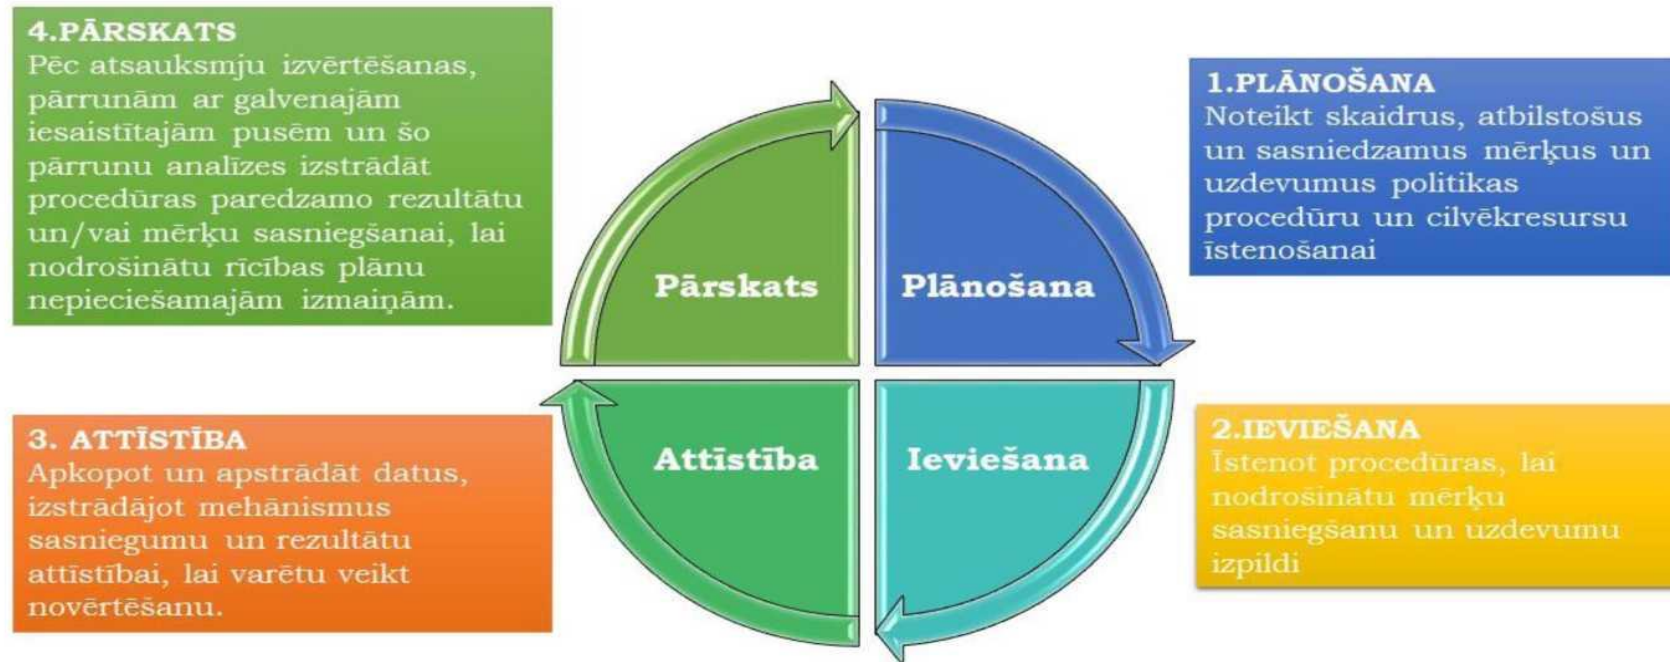 4.PĀRSKATS
Pēc atsauksmju izvērtēšanas,
pārrunām ar galvenajām
iesaistītajām pusēm un šo
pārrunu analīzes izstrādāt
procedūras paredzamo rezultātu
un/vai mērķu sasniegšanai, lai
nodrošinātu rīcības plānu
nepieciešamajām izmaiņām.
1.PLĀNOŠANA
Noteikt skaidrus, atbilstošus
un sasniedzamus mērķus un
uzdevumus politikas
procedūru un cilvēkresursu
īstenošanai
Pārskats
Plānošana
Attīstība
Ieviešana
3. ATTĪSTĪBA
Apkopot un apstrādāt datus,
izstrādājot mehānismus
sasniegumu un rezultātu
attīstībai, lai varētu veikt
novērtēšanu.
2.IEVIEŠANA
Īstenot procedūras, lai
nodrošinātu mērķu
sasniegšanu un uzdevumu
izpildi